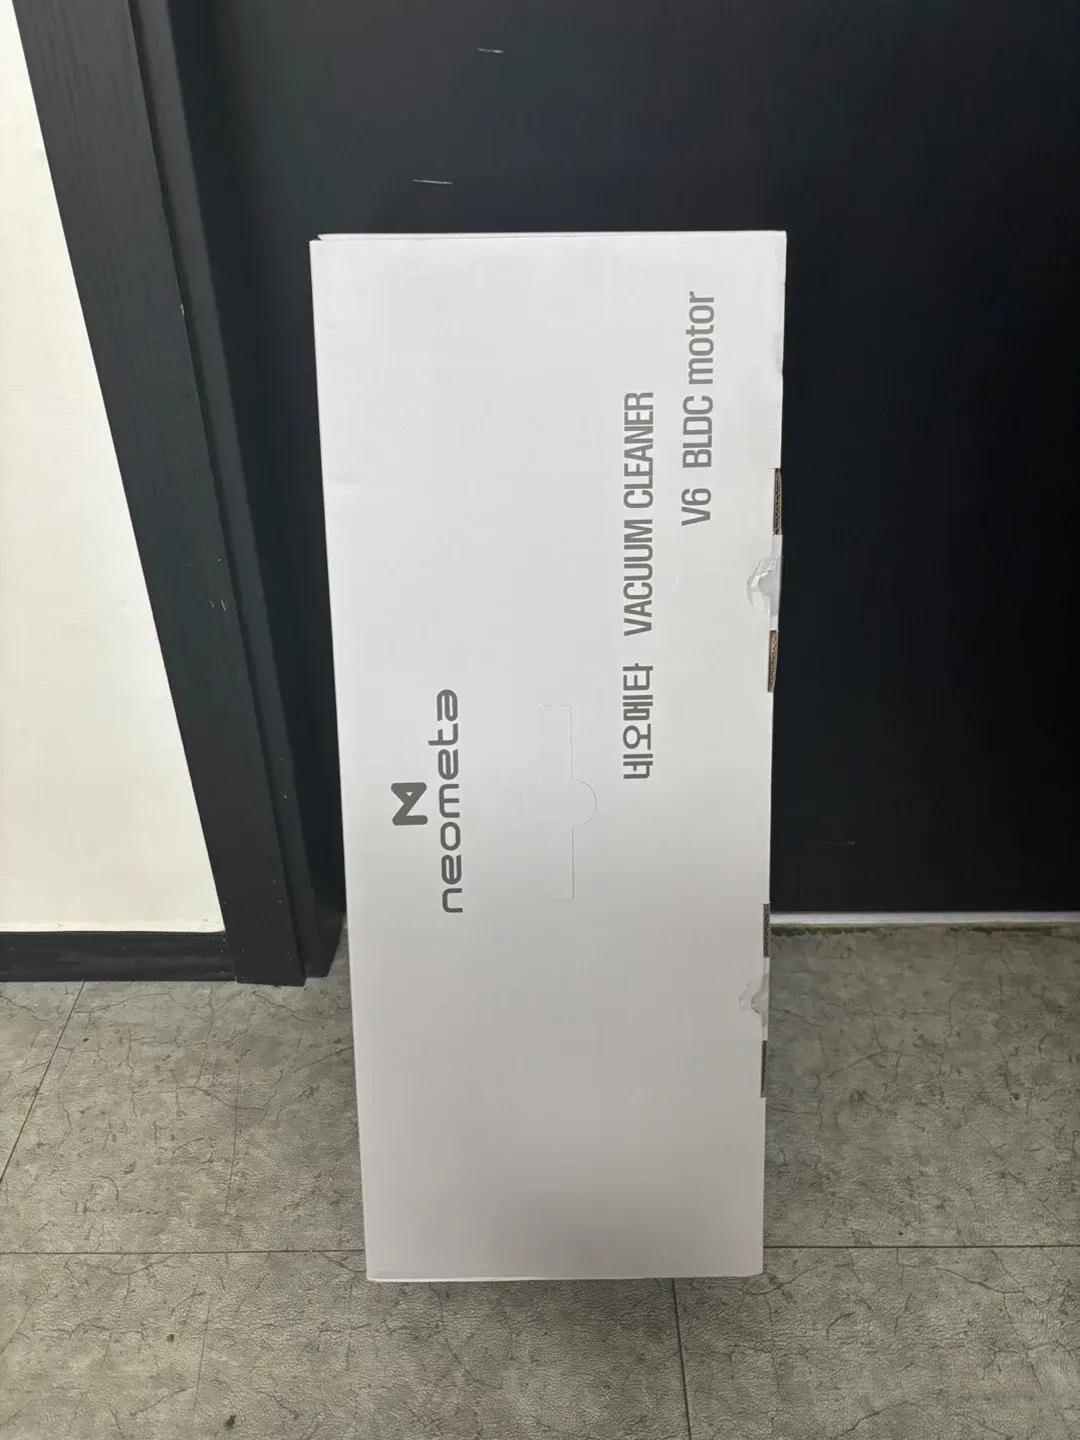 neometa
네오메타 VACUUM CLEANER
V6 BLDC motor